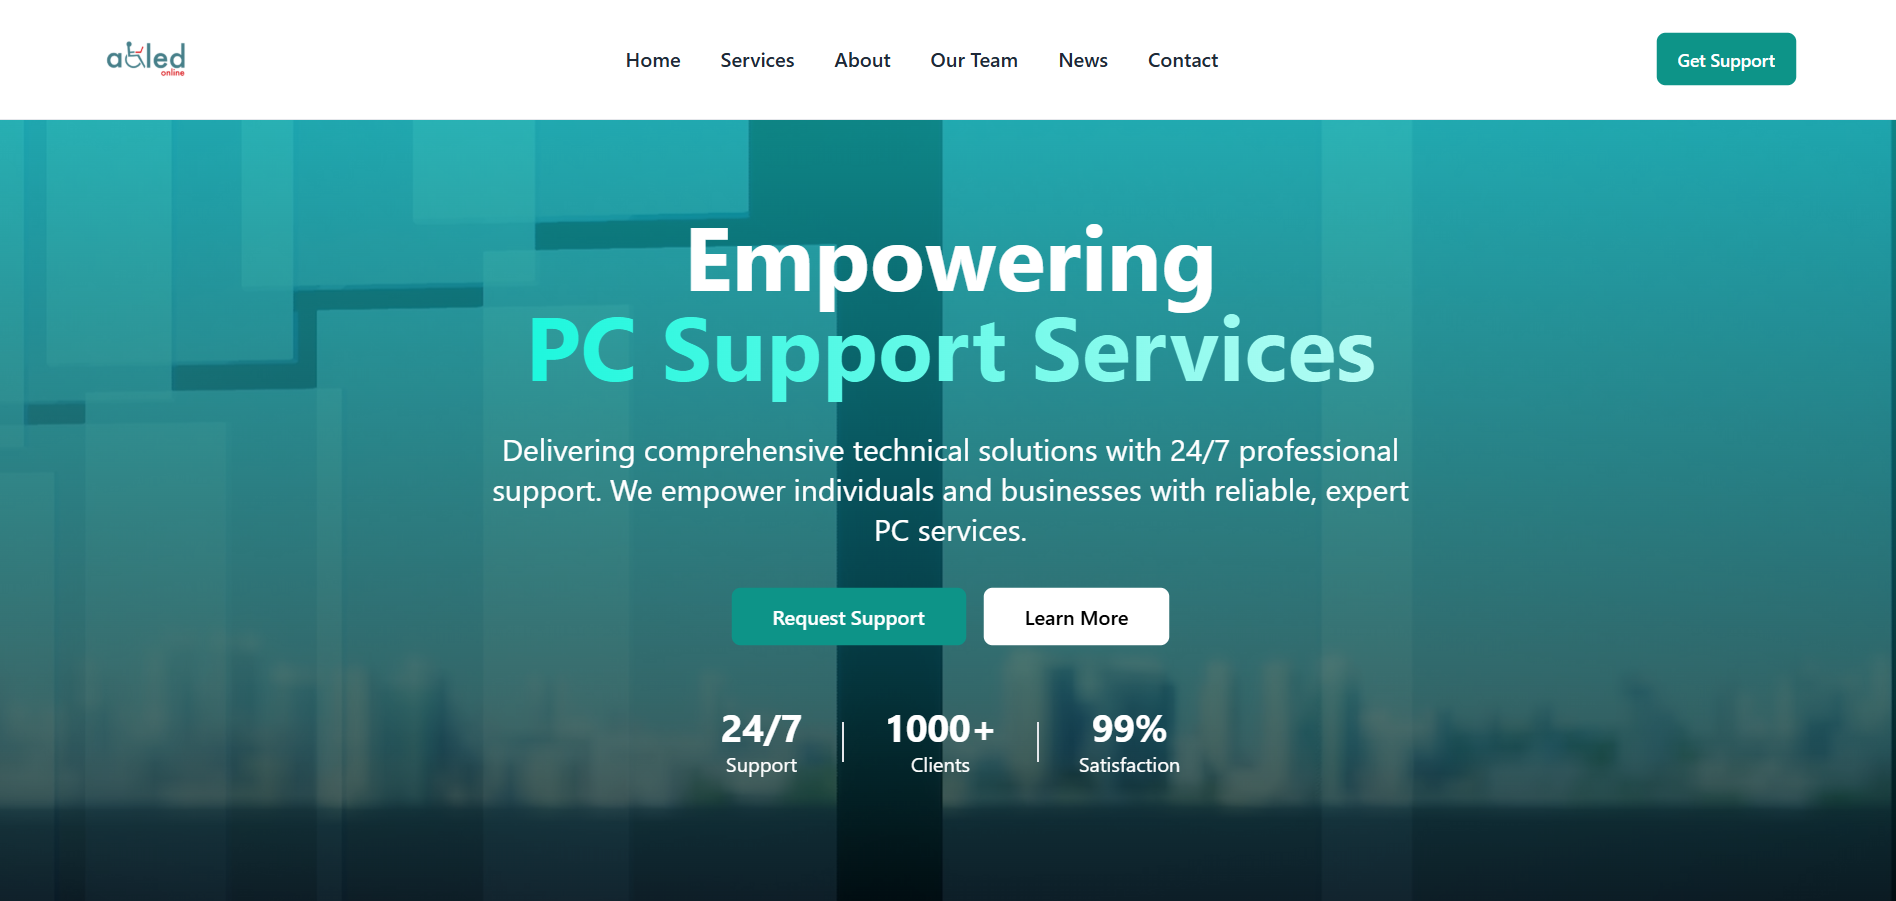 abled
online
Home
Services
About
Our Team
News
Contact
Get Support
Empowering
PC Support Services
Delivering comprehensive technical solutions with 24/7 professional
support. We empower individuals and businesses with reliable, expert
PC services.
Request Support
Learn More
24/7
Support
1000+
Clients
99%
Satisfaction